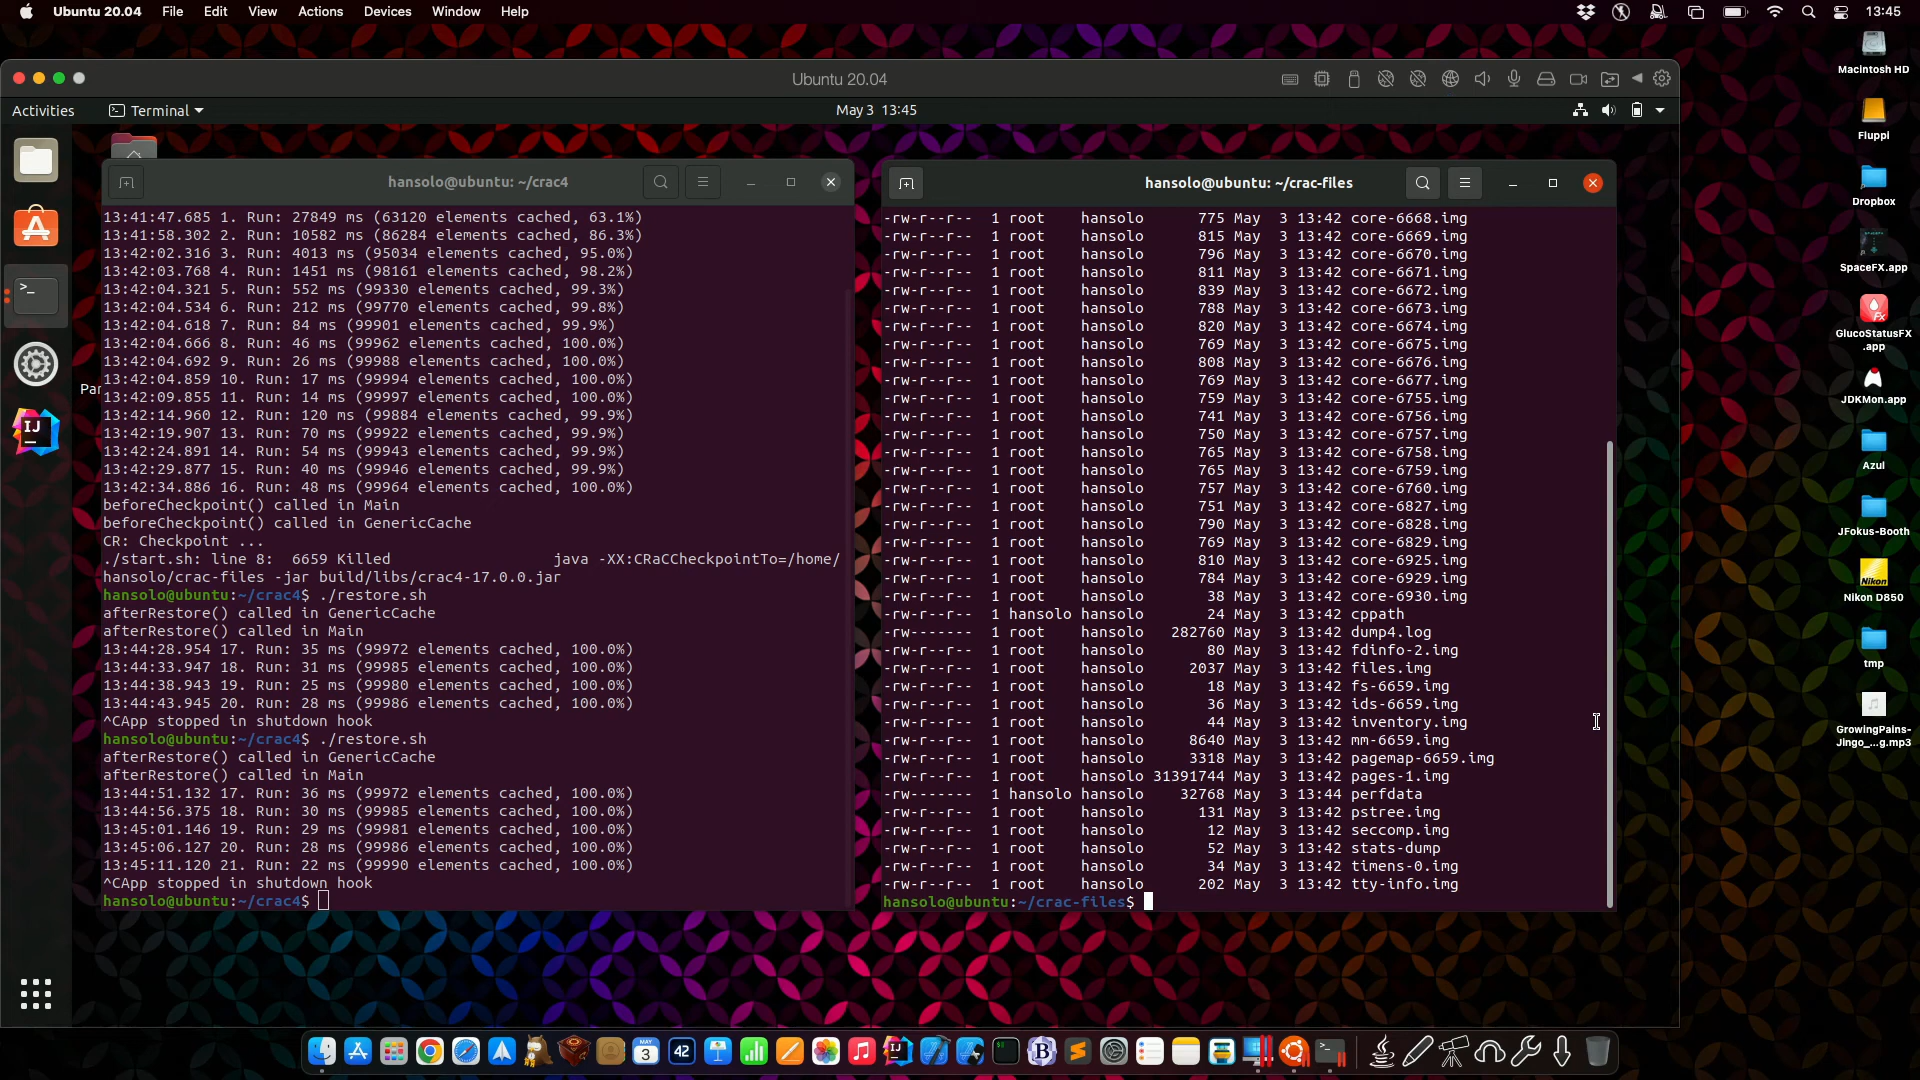 Ubuntu 20.04 File Edit View Actions Devices Window Help 13:45
Ubuntu 20.04
Activities Terminal May 3 13:45
hansolo@ubuntu: ~/crac4
13:41:47.685 1. Run: 27849 ms (63120 elements cached, 63.1%)
13:41:58.302 2. Run: 10582 ms (86284 elements cached, 86.3%)
13:42:02.316 3. Run: 4013 ms (95034 elements cached, 95.0%)
13:42:03.768 4. Run: 1451 ms (98161 elements cached, 98.2%)
13:42:04.321 5. Run: 552 ms (99330 elements cached, 99.3%)
13:42:04.534 6. Run: 212 ms (99770 elements cached, 99.8%)
13:42:04.618 7. Run: 84 ms (99901 elements cached, 99.9%)
13:42:04.666 8. Run: 46 ms (99962 elements cached, 100.0%)
13:42:04.692 9. Run: 26 ms (99988 elements cached, 100.0%)
13:42:04.859 10. Run: 17 ms (99994 elements cached, 100.0%)
13:42:09.855 11. Run: 14 ms (99997 elements cached, 100.0%)
13:42:14.960 12. Run: 120 ms (99884 elements cached, 99.9%)
13:42:19.907 13. Run: 70 ms (99922 elements cached, 99.9%)
13:42:24.891 14. Run: 54 ms (99943 elements cached, 99.9%)
13:42:29.877 15. Run: 40 ms (99946 elements cached, 99.9%)
13:42:34.886 16. Run: 48 ms (99964 elements cached, 100.0%)
beforeCheckpoint() called in Main
beforeCheckpoint() called in GenericCache
CR: Checkpoint ...
./start.sh: line 8:  6659 Killed                  java -XX:CRaCCheckpointTo=/home/
hansolo/crac-files -jar build/libs/crac4-17.0.0.jar
hansolo@ubuntu:~/crac4$ ./restore.sh
afterRestore() called in GenericCache
afterRestore() called in Main
13:44:28.954 17. Run: 35 ms (99972 elements cached, 100.0%)
13:44:33.947 18. Run: 31 ms (99985 elements cached, 100.0%)
13:44:38.943 19. Run: 25 ms (99980 elements cached, 100.0%)
13:44:43.945 20. Run: 28 ms (99986 elements cached, 100.0%)
^CApp stopped in shutdown hook
hansolo@ubuntu:~/crac4$ ./restore.sh
afterRestore() called in GenericCache
afterRestore() called in Main
13:44:51.132 17. Run: 36 ms (99972 elements cached, 100.0%)
13:44:56.375 18. Run: 30 ms (99985 elements cached, 100.0%)
13:45:01.146 19. Run: 29 ms (99981 elements cached, 100.0%)
13:45:06.127 20. Run: 28 ms (99986 elements cached, 100.0%)
13:45:11.120 21. Run: 22 ms (99990 elements cached, 100.0%)
^CApp stopped in shutdown hook
hansolo@ubuntu:~/crac4$
hansolo@ubuntu: ~/crac-files
-rw-r--r--  1 root    hansolo      775 May  3 13:42 core-6668.img
-rw-r--r--  1 root    hansolo      815 May  3 13:42 core-6669.img
-rw-r--r--  1 root    hansolo      796 May  3 13:42 core-6670.img
-rw-r--r--  1 root    hansolo      811 May  3 13:42 core-6671.img
-rw-r--r--  1 root    hansolo      839 May  3 13:42 core-6672.img
-rw-r--r--  1 root    hansolo      788 May  3 13:42 core-6673.img
-rw-r--r--  1 root    hansolo      820 May  3 13:42 core-6674.img
-rw-r--r--  1 root    hansolo      769 May  3 13:42 core-6675.img
-rw-r--r--  1 root    hansolo      808 May  3 13:42 core-6676.img
-rw-r--r--  1 root    hansolo      769 May  3 13:42 core-6677.img
-rw-r--r--  1 root    hansolo      759 May  3 13:42 core-6755.img
-rw-r--r--  1 root    hansolo      741 May  3 13:42 core-6756.img
-rw-r--r--  1 root    hansolo      750 May  3 13:42 core-6757.img
-rw-r--r--  1 root    hansolo      765 May  3 13:42 core-6758.img
-rw-r--r--  1 root    hansolo      765 May  3 13:42 core-6759.img
-rw-r--r--  1 root    hansolo      757 May  3 13:42 core-6760.img
-rw-r--r--  1 root    hansolo      751 May  3 13:42 core-6827.img
-rw-r--r--  1 root    hansolo      790 May  3 13:42 core-6828.img
-rw-r--r--  1 root    hansolo      769 May  3 13:42 core-6829.img
-rw-r--r--  1 root    hansolo      810 May  3 13:42 core-6925.img
-rw-r--r--  1 root    hansolo      784 May  3 13:42 core-6929.img
-rw-r--r--  1 root    hansolo       38 May  3 13:42 core-6930.img
-rw-r--r--  1 hansolo hansolo       24 May  3 13:42 cppath
-rw-------  1 root    hansolo   282760 May  3 13:42 dump4.log
-rw-r--r--  1 root    hansolo       80 May  3 13:42 fdinfo-2.img
-rw-r--r--  1 root    hansolo     2037 May  3 13:42 files.img
-rw-r--r--  1 root    hansolo       18 May  3 13:42 fs-6659.img
-rw-r--r--  1 root    hansolo       36 May  3 13:42 ids-6659.img
-rw-r--r--  1 root    hansolo       44 May  3 13:42 inventory.img
-rw-r--r--  1 root    hansolo     8640 May  3 13:42 mm-6659.img
-rw-r--r--  1 root    hansolo     3318 May  3 13:42 pagemap-6659.img
-rw-r--r--  1 root    hansolo 31391744 May  3 13:42 pages-1.img
-rw-------  1 hansolo hansolo    32768 May  3 13:44 perfdata
-rw-r--r--  1 root    hansolo      131 May  3 13:42 pstree.img
-rw-r--r--  1 root    hansolo       12 May  3 13:42 seccomp.img
-rw-r--r--  1 root    hansolo       52 May  3 13:42 stats-dump
-rw-r--r--  1 root    hansolo       34 May  3 13:42 timens-0.img
-rw-r--r--  1 root    hansolo      202 May  3 13:42 tty-info.img
hansolo@ubuntu:~/crac-files$
Par
Macintosh HD
Fluppi
Dropbox
SpaceFX.app
GlucoStatusFX
.app
JDKMon.app
Azul
JFokus-Booth
Nikon
Nikon D850
tmp
GrowingPains-
Jingo_...g.mp3
IJ
MAY
3
42
IJ
B